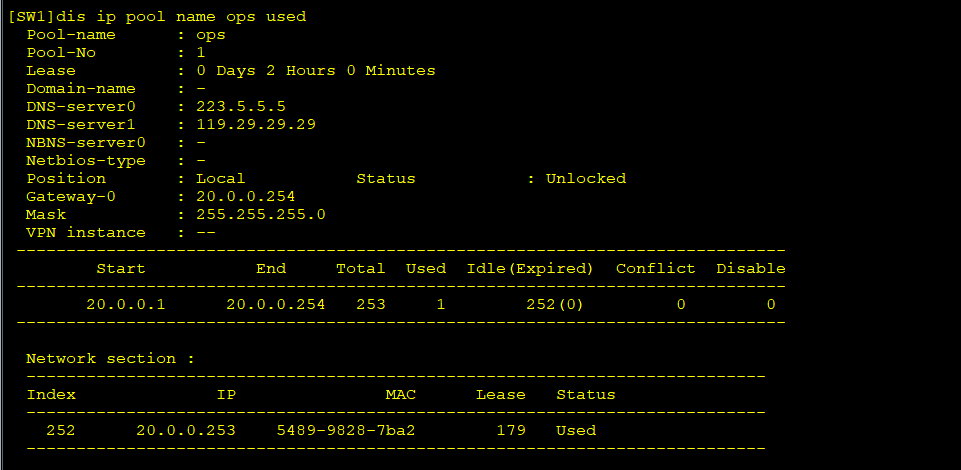 [SW1]dis ip pool name ops used
Pool-name : ops
Pool-No : 1
Lease : 0 Days 2 Hours 0 Minutes
Domain-name : -
DNS-server0 : 223.5.5.5
DNS-server1 : 119.29.29.29
NBNS-server0 : -
Netbios-type : -
Position : Local Status : Unlocked
Gateway-0 : 20.0.0.254
Mask : 255.255.255.0
VPN instance : --
-----------------------------------------------------------------------------
Start End Total Used Idle(Expired) Conflict Disable
-----------------------------------------------------------------------------
20.0.0.1 20.0.0.254 253 1 252(0) 0 0
-----------------------------------------------------------------------------
Network section :
--------------------------------------------------------------------------
Index IP MAC Lease Status
--------------------------------------------------------------------------
252 20.0.0.253 5489-9828-7ba2 179 Used
--------------------------------------------------------------------------